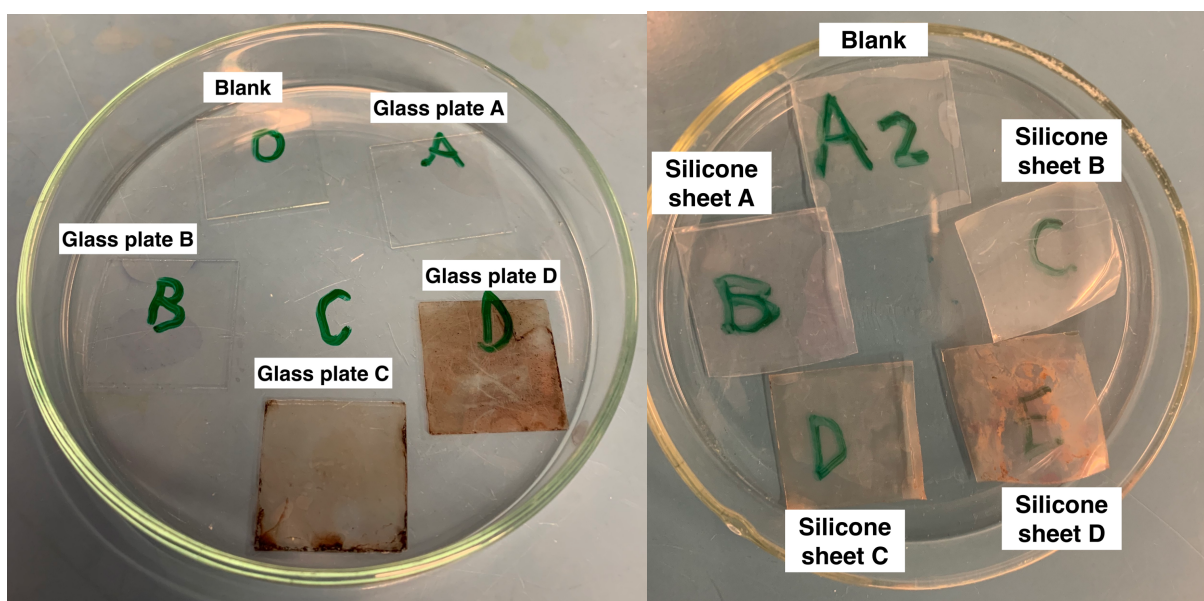 Blank
O
Glass plate A
A
Glass plate B
B
Glass plate D
D
C
Glass plate C
Blank
A2
Silicone
sheet A
B
Silicone
sheet B
C
D
Silicone
sheet C
E
Silicone
sheet D